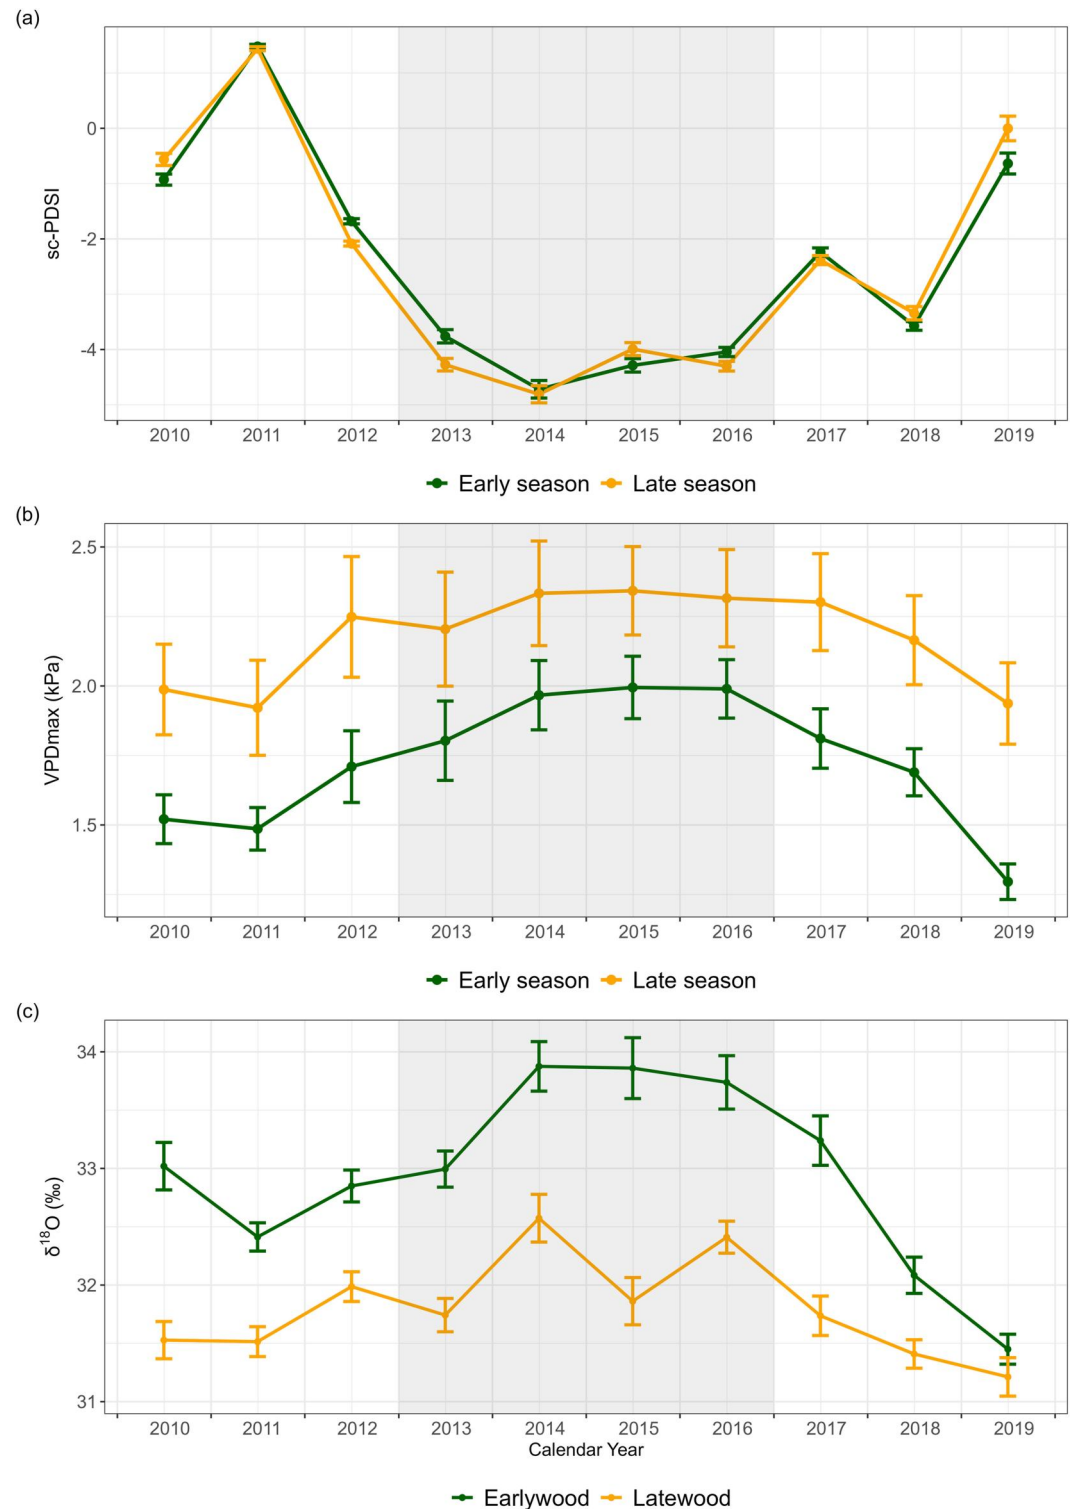 (a)
sc-PDSI
0
-2
-4
2010 2011 2012 2013 2014 2015 2016 2017 2018 2019
Early season Late season
(b)
VPDmax (kPa)
2.5
2.0
1.5
2010 2011 2012 2013 2014 2015 2016 2017 2018 2019
Early season Late season
(c)
δ¹⁸O (‰)
34
33
32
31
2010 2011 2012 2013 2014 2015 2016 2017 2018 2019
Calendar Year
Earlywood Latewood